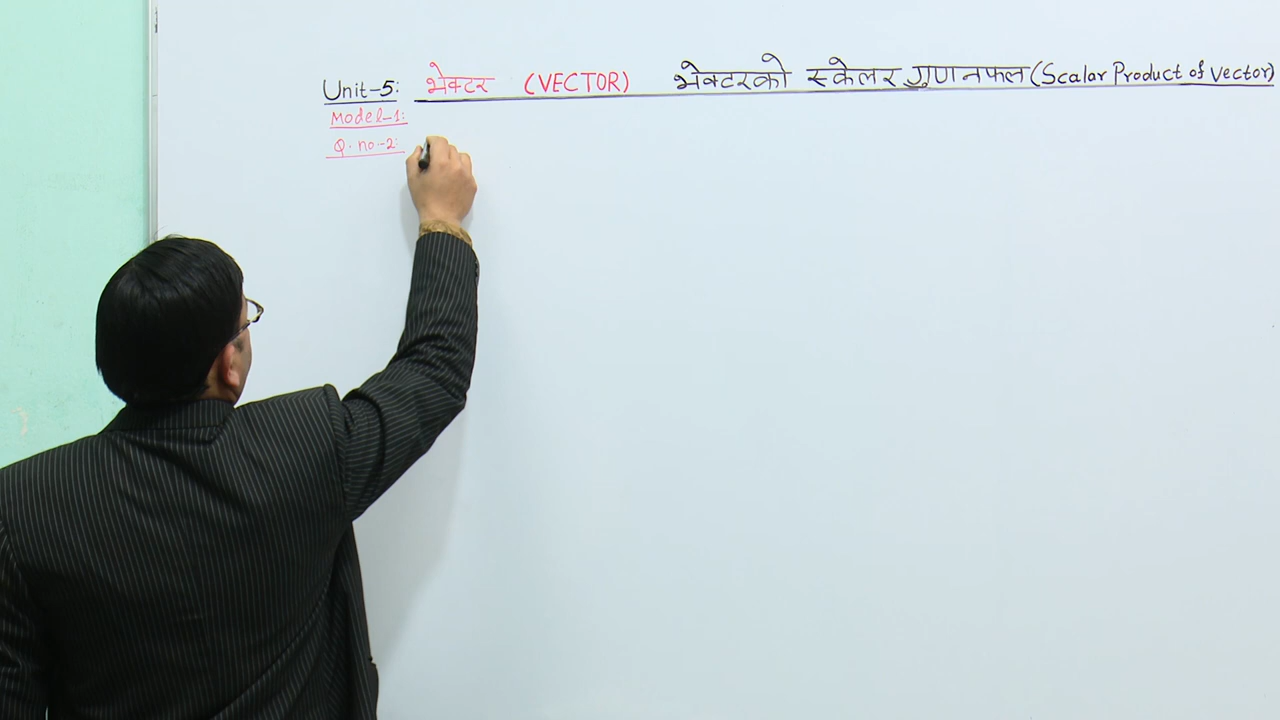 Unit-5: भेक्टर (VECTOR) भेक्टरको स्केलर गुणनफल (Scalar Product of Vector)
Model-1:
Q. no-2: